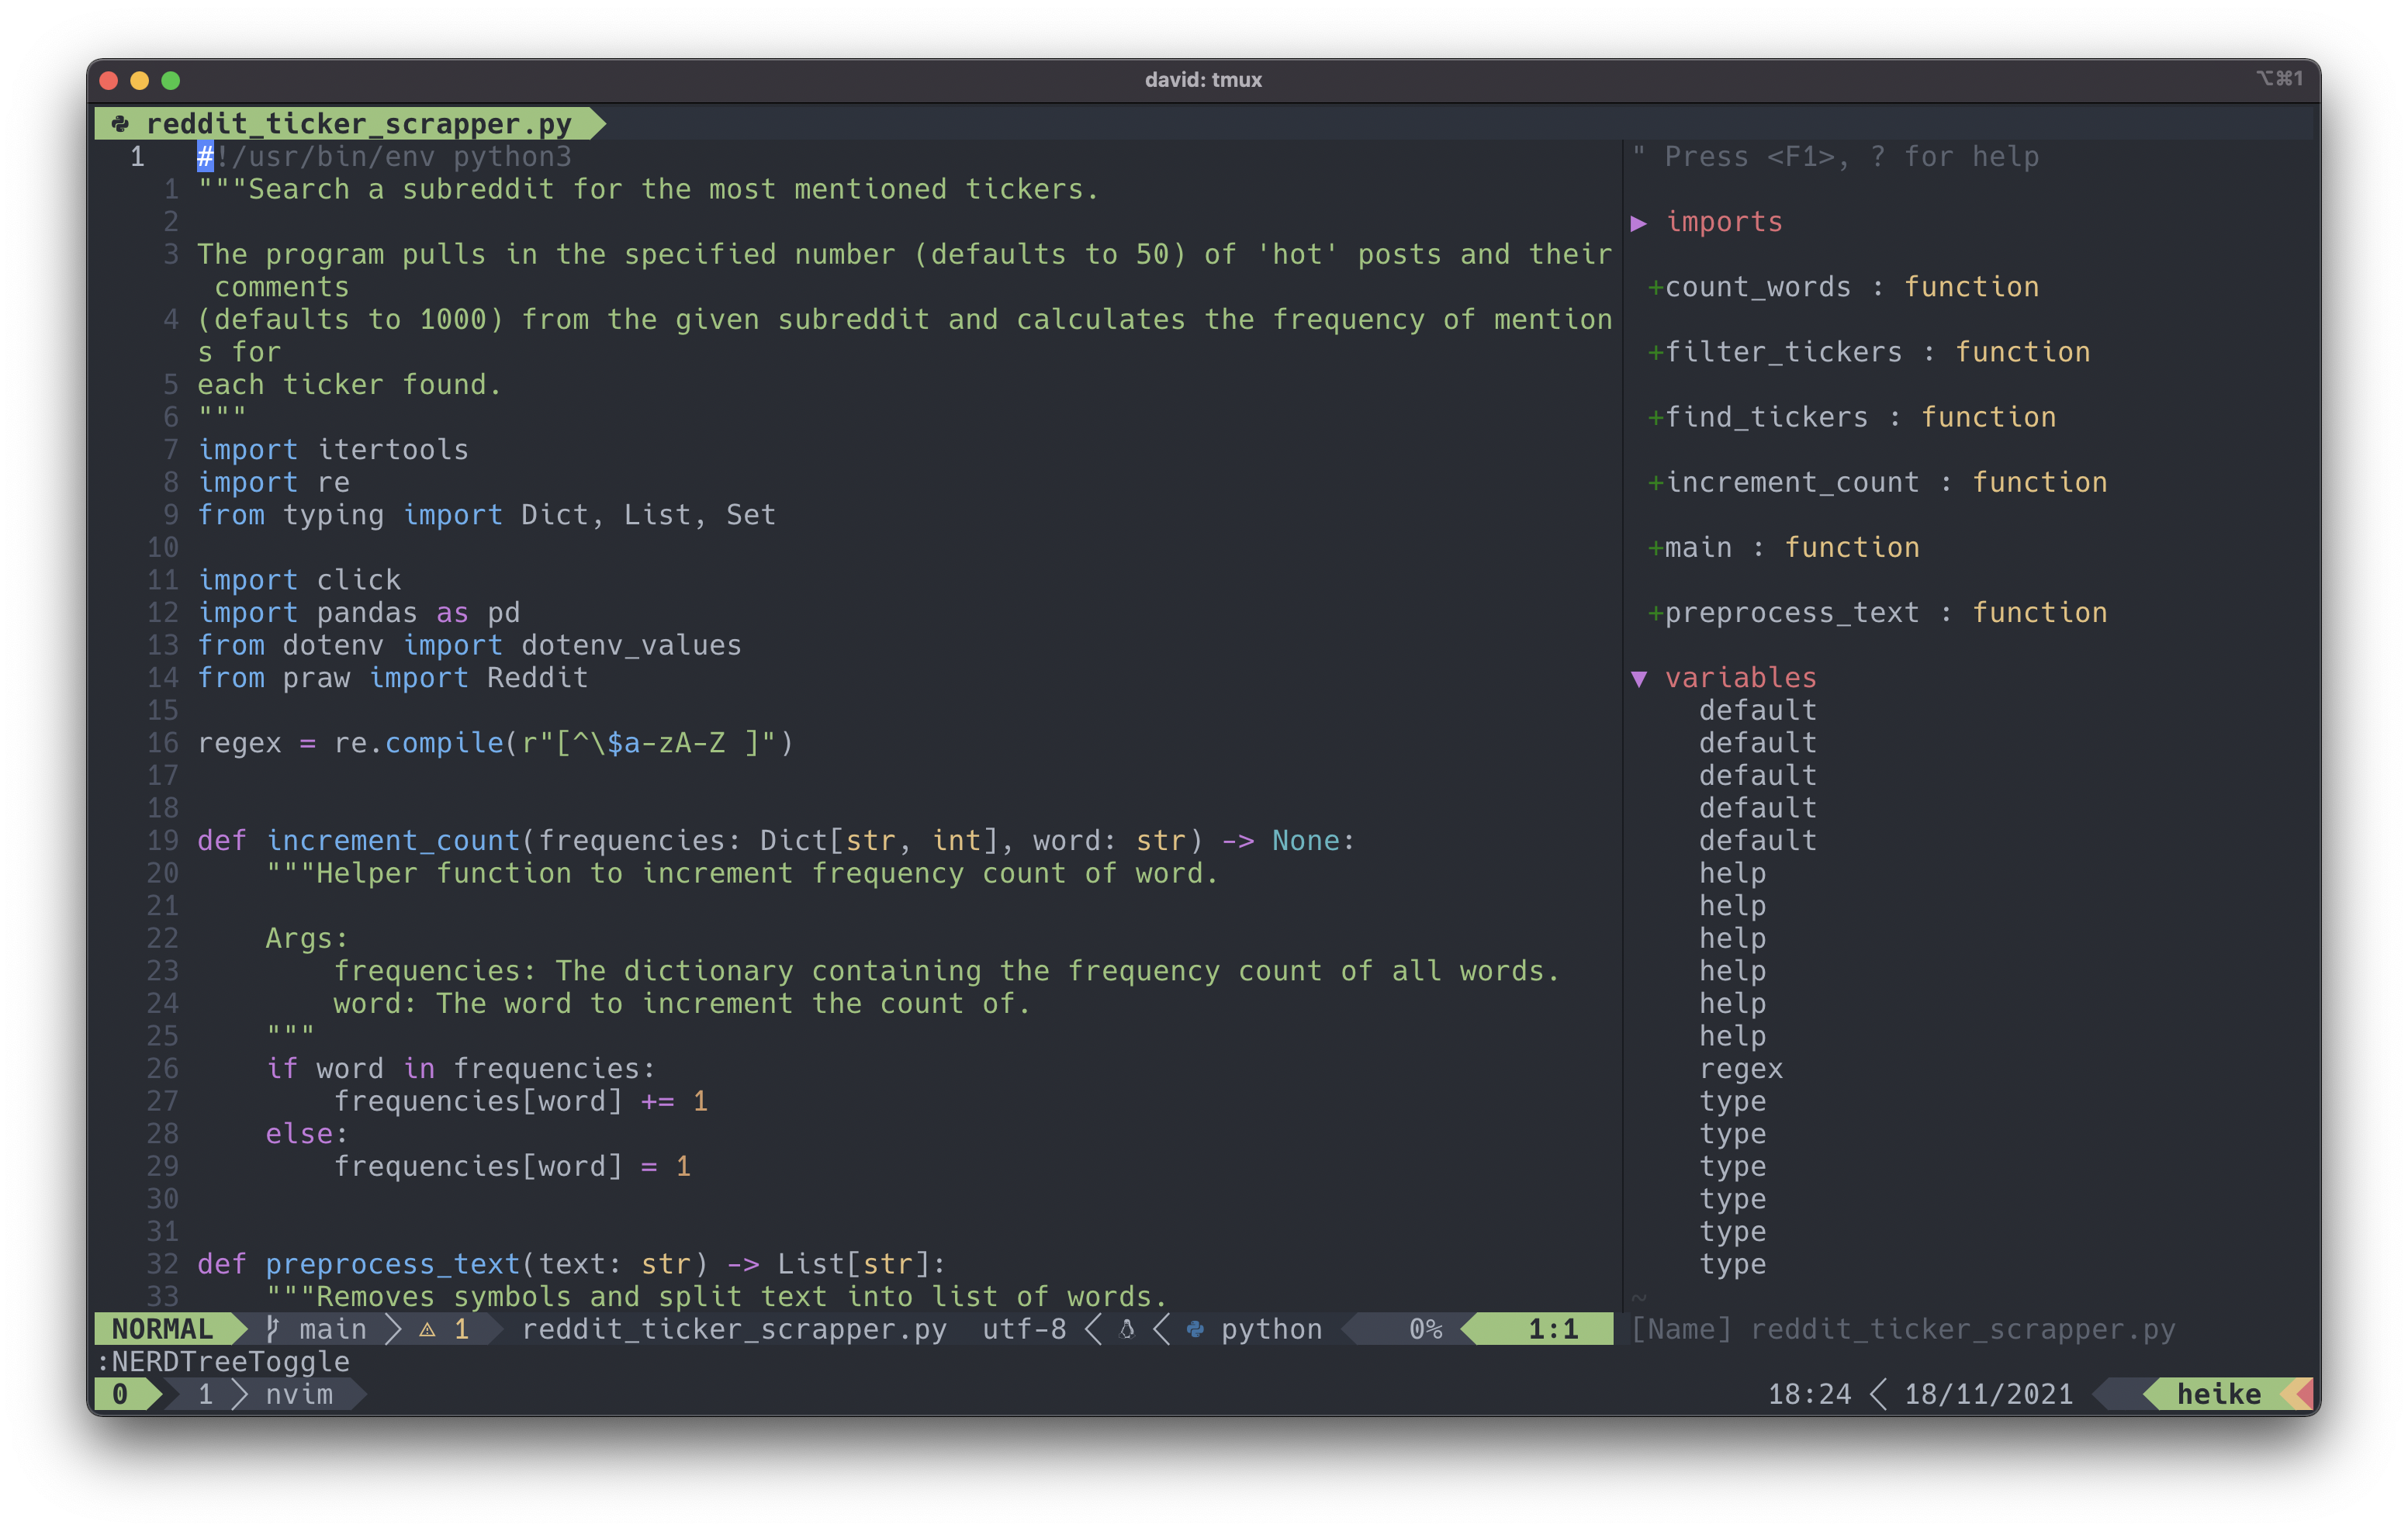 david: tmux
⌥⌘1
reddit_ticker_scrapper.py
1 #!/usr/bin/env python3
1 """Search a subreddit for the most mentioned tickers.
2
3 The program pulls in the specified number (defaults to 50) of 'hot' posts and their
comments
4 (defaults to 1000) from the given subreddit and calculates the frequency of mention
s for
5 each ticker found.
6 """
7 import itertools
8 import re
9 from typing import Dict, List, Set
10
11 import click
12 import pandas as pd
13 from dotenv import dotenv_values
14 from praw import Reddit
15
16 regex = re.compile(r"[^\$a-zA-Z ]")
17
18
19 def increment_count(frequencies: Dict[str, int], word: str) -> None:
20     """Helper function to increment frequency count of word.
21
22     Args:
23         frequencies: The dictionary containing the frequency count of all words.
24         word: The word to increment the count of.
25     """
26     if word in frequencies:
27         frequencies[word] += 1
28     else:
29         frequencies[word] = 1
30
31
32 def preprocess_text(text: str) -> List[str]:
33     """Removes symbols and split text into list of words.
" Press <F1>, ? for help
▶ imports
+count_words : function
+filter_tickers : function
+find_tickers : function
+increment_count : function
+main : function
+preprocess_text : function
▼ variables
default
default
default
default
default
help
help
help
help
help
help
regex
type
type
type
type
type
type
~
NORMAL main ⚠ 1 reddit_ticker_scrapper.py utf-8 python 0% 1:1
[Name] reddit_ticker_scrapper.py
:NERDTreeToggle
0 1 nvim 18:24 18/11/2021 heike